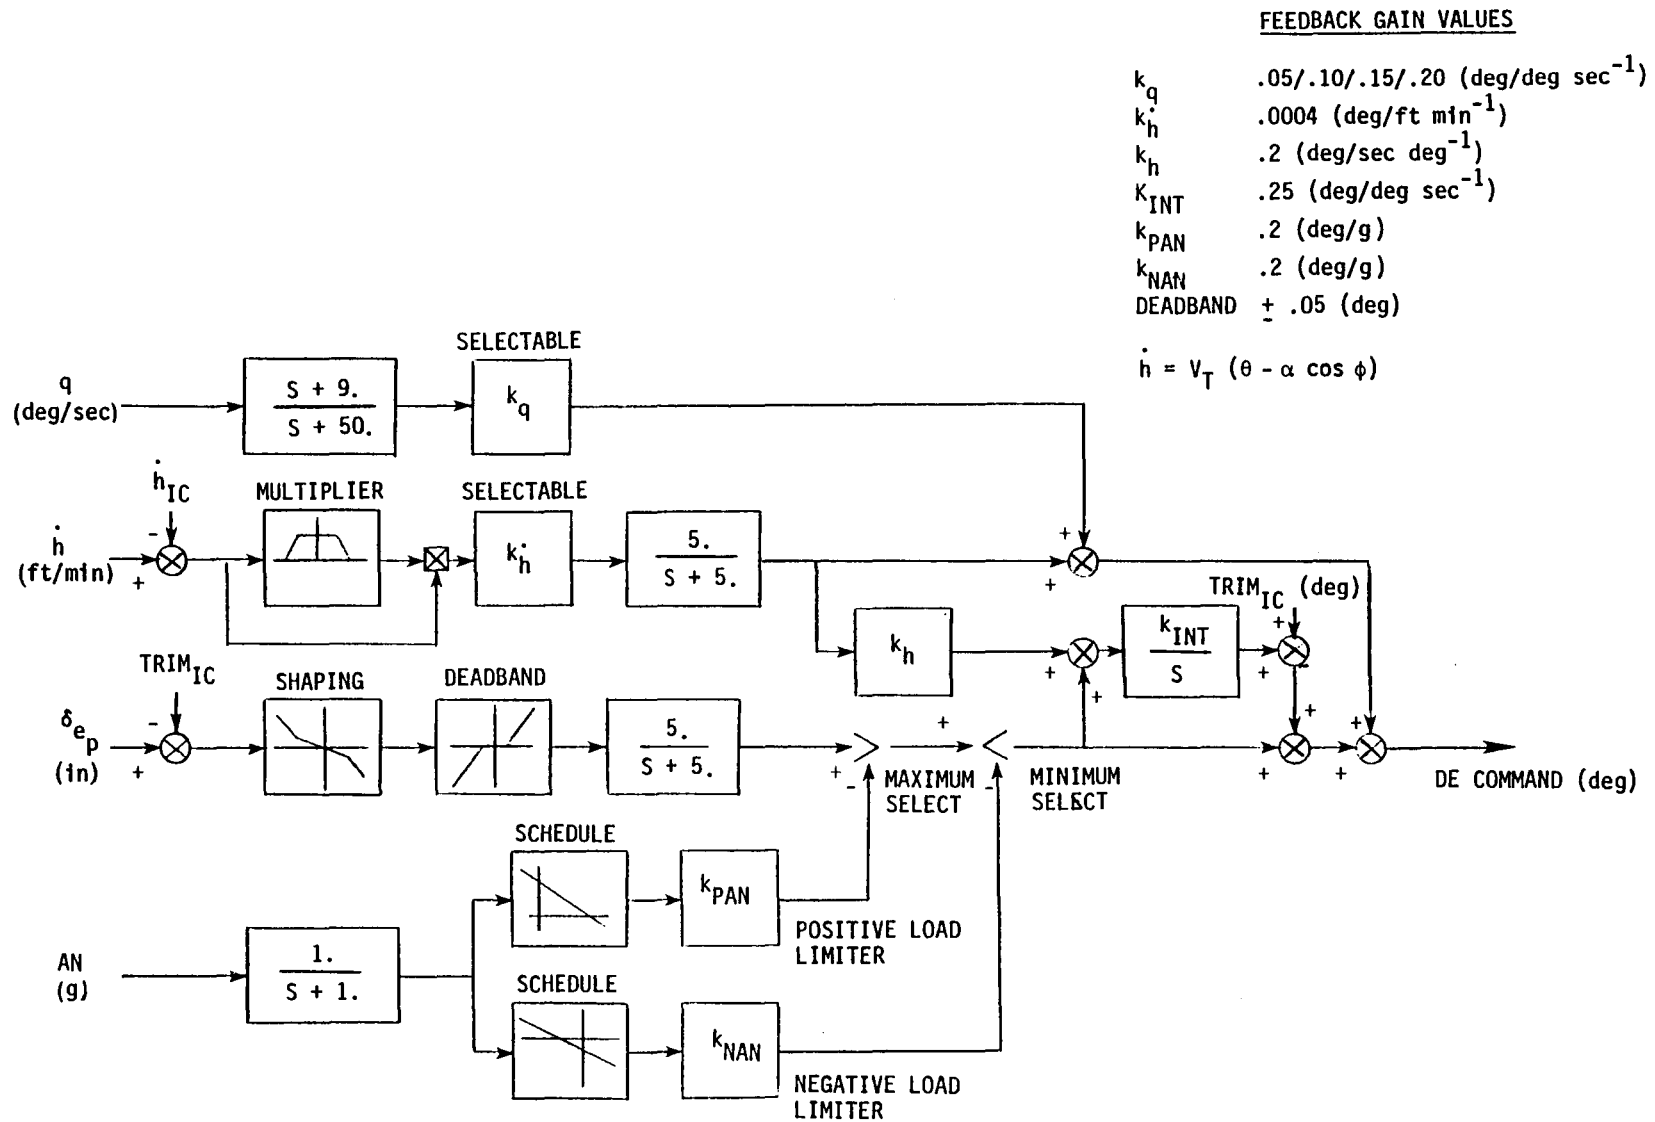 FEEDBACK GAIN VALUES
k_q .05/.10/.15/.20 (deg/deg sec^-1)
k_ḣ .0004 (deg/ft min^-1)
k_h .2 (deg/sec deg^-1)
K_INT .25 (deg/deg sec^-1)
k_PAN .2 (deg/g)
k_NAN .2 (deg/g)
DEADBAND ± .05 (deg)
ḣ = V_T (θ - α cos φ)
SELECTABLE
q
(deg/sec)
S + 9.
S + 50.
k_q
ḣ_IC
MULTIPLIER
SELECTABLE
-
ḣ
(ft/min)
+
k_ḣ
5.
S + 5.
+
+
TRIM_IC (deg)
k_h
+
+
k_INT
S
+
+
-
TRIM_IC
SHAPING
DEADBAND
δ_e_p
(in)
-
+
5.
S + 5.
+
-
+
MAXIMUM
SELECT
-
MINIMUM
SELECT
+
+
+
+
DE COMMAND (deg)
SCHEDULE
k_PAN
POSITIVE LOAD
LIMITER
AN
(g)
1.
S + 1.
SCHEDULE
k_NAN
NEGATIVE LOAD
LIMITER